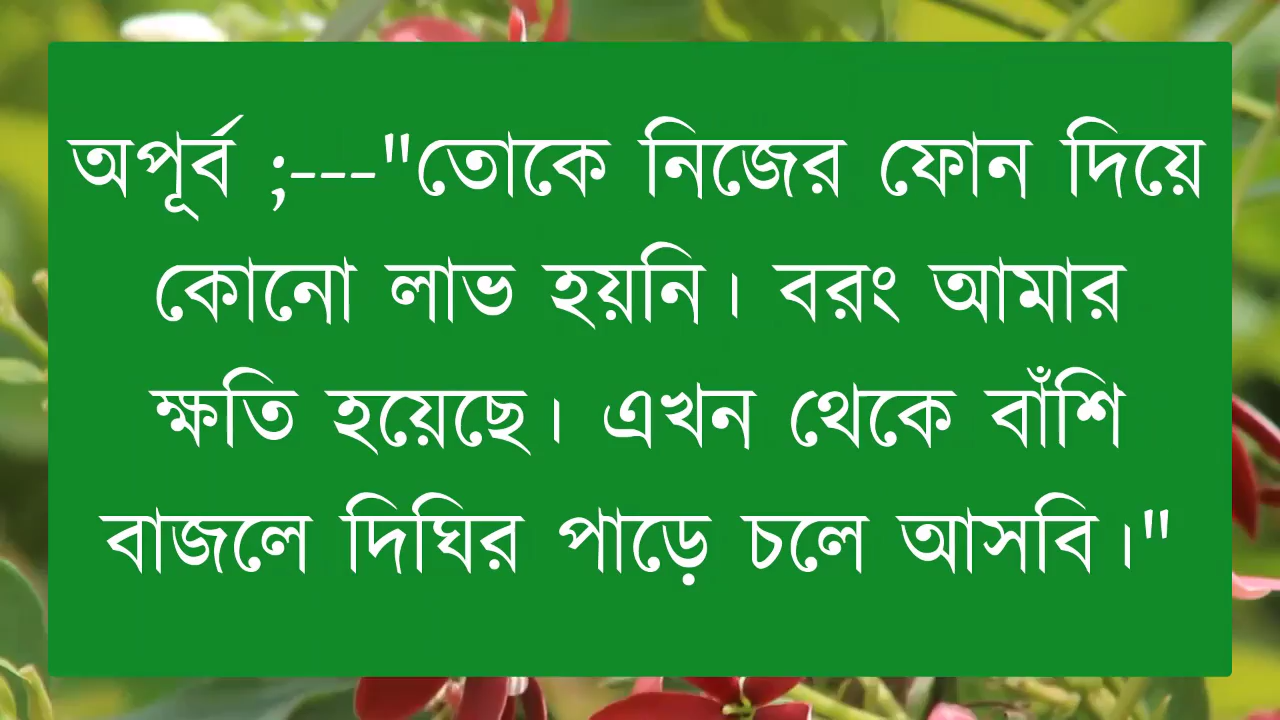 অপূর্ব ;---"তোকে নিজের ফোন দিয়ে
কোনো লাভ হয়নি। বরং আমার
ক্ষতি হয়েছে। এখন থেকে বাঁশি
বাজলে দিঘির পাড়ে চলে আসবি।"